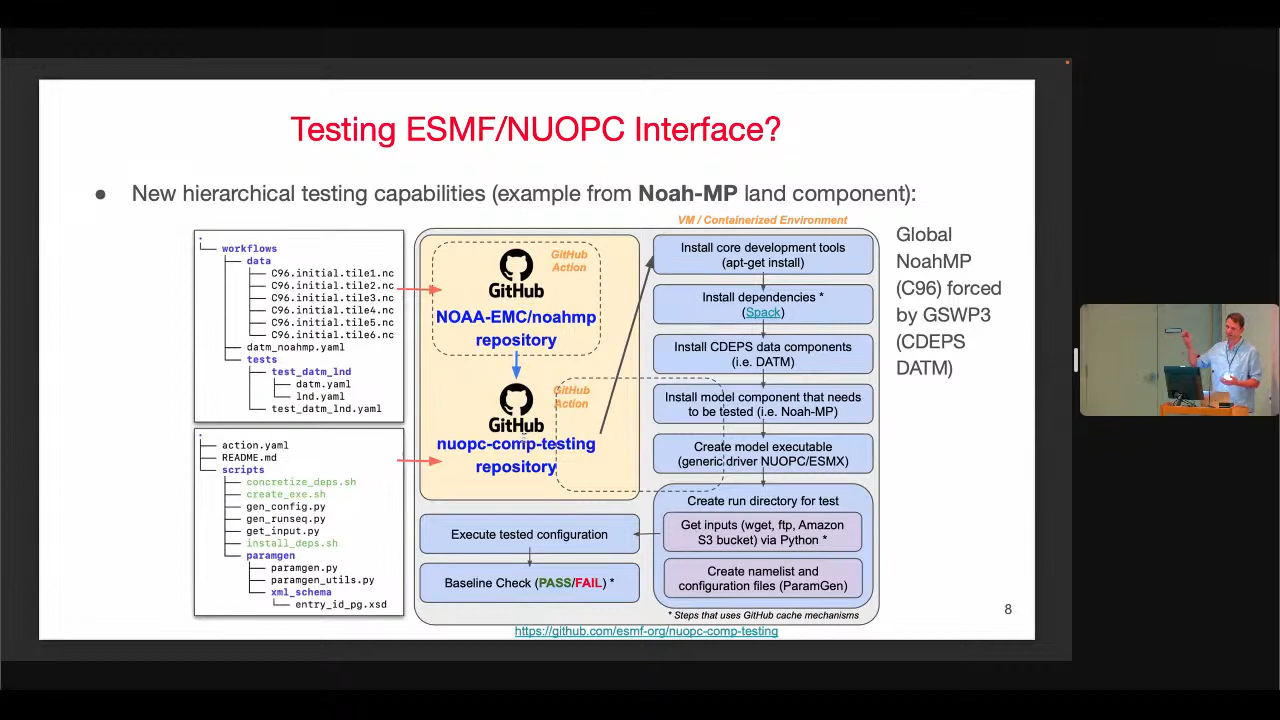 Testing ESMF/NUOPC Interface?
● New hierarchical testing capabilities (example from Noah-MP land component):
workflows
data
C96.initial.tile1.nc
C96.initial.tile2.nc
C96.initial.tile3.nc
C96.initial.tile4.nc
C96.initial.tile5.nc
C96.initial.tile6.nc
datm_noahmp.yaml
tests
test_datm_lnd
datm.yaml
lnd.yaml
test_datm_lnd.yaml
action.yaml
README.md
scripts
concretize_deps.sh
create_exe.sh
gen_config.py
gen_runseq.py
get_input.py
install_deps.sh
paramgen
paramgen.py
paramgen_utils.py
xml_schema
entry_id_pg.xsd
GitHub
Action
GitHub
NOAA-EMC/noahmp
repository
GitHub
Action
GitHub
nuopc-comp-testing
repository
VM / Containerized Environment
Install core development tools
(apt-get install)
Install dependencies *
(Spack)
Install CDEPS data components
(i.e. DATM)
Install model component that needs
to be tested (i.e. Noah-MP)
Create model executable
(generic driver NUOPC/ESMX)
Create run directory for test
Get inputs (wget, ftp, Amazon
S3 bucket) via Python *
Create namelist and
configuration files (ParamGen)
* Steps that uses GitHub cache mechanisms
Execute tested configuration
Baseline Check (PASS/FAIL) *
Global
NoahMP
(C96) forced
by GSWP3
(CDEPS
DATM)
8
https://github.com/esmf-org/nuopc-comp-testing